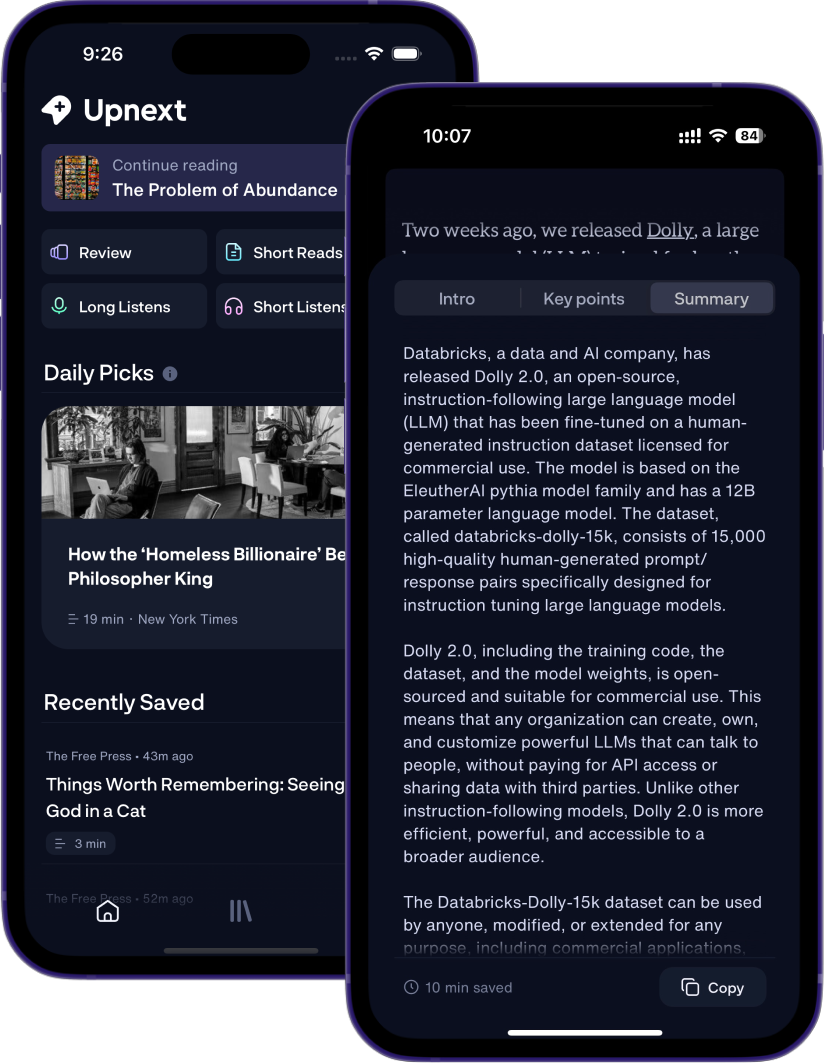 9:26
Upnext
Continue reading
The Problem of Abundance
Review
Short Reads
Long Listens
Short Listens
Daily Picks
How the ‘Homeless Billionaire’ Be
Philosopher King
19 min · New York Times
Recently Saved
The Free Press • 43m ago
Things Worth Remembering: Seeing
God in a Cat
3 min
The Free Press • 52m ago
10:07
84
Two weeks ago, we released Dolly, a large
Intro
Key points
Summary
Databricks, a data and AI company, has
released Dolly 2.0, an open-source,
instruction-following large language model
(LLM) that has been fine-tuned on a human-
generated instruction dataset licensed for
commercial use. The model is based on the
EleutherAI pythia model family and has a 12B
parameter language model. The dataset,
called databricks-dolly-15k, consists of 15,000
high-quality human-generated prompt/
response pairs specifically designed for
instruction tuning large language models.
Dolly 2.0, including the training code, the
dataset, and the model weights, is open-
sourced and suitable for commercial use. This
means that any organization can create, own,
and customize powerful LLMs that can talk to
people, without paying for API access or
sharing data with third parties. Unlike other
instruction-following models, Dolly 2.0 is more
efficient, powerful, and accessible to a
broader audience.
The Databricks-Dolly-15k dataset can be used
by anyone, modified, or extended for any
purpose, including commercial applications,
10 min saved
Copy